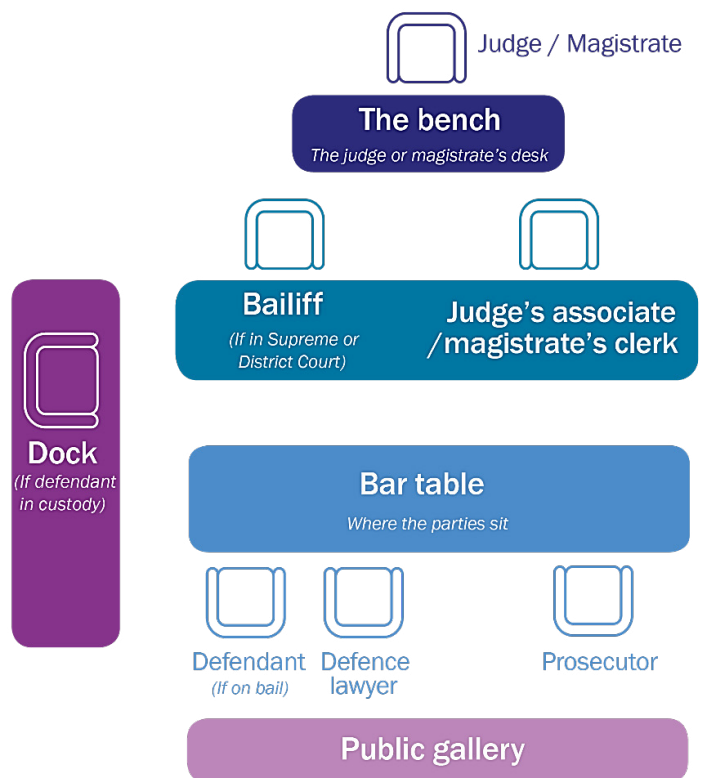 Judge / Magistrate
The bench
The judge or magistrate's desk
Bailiff
(If in Supreme or
District Court)
Judge's associate
/magistrate's clerk
Dock
(If defendant
in custody)
Bar table
Where the parties sit
Defendant
(If on bail)
Defence
lawyer
Prosecutor
Public gallery